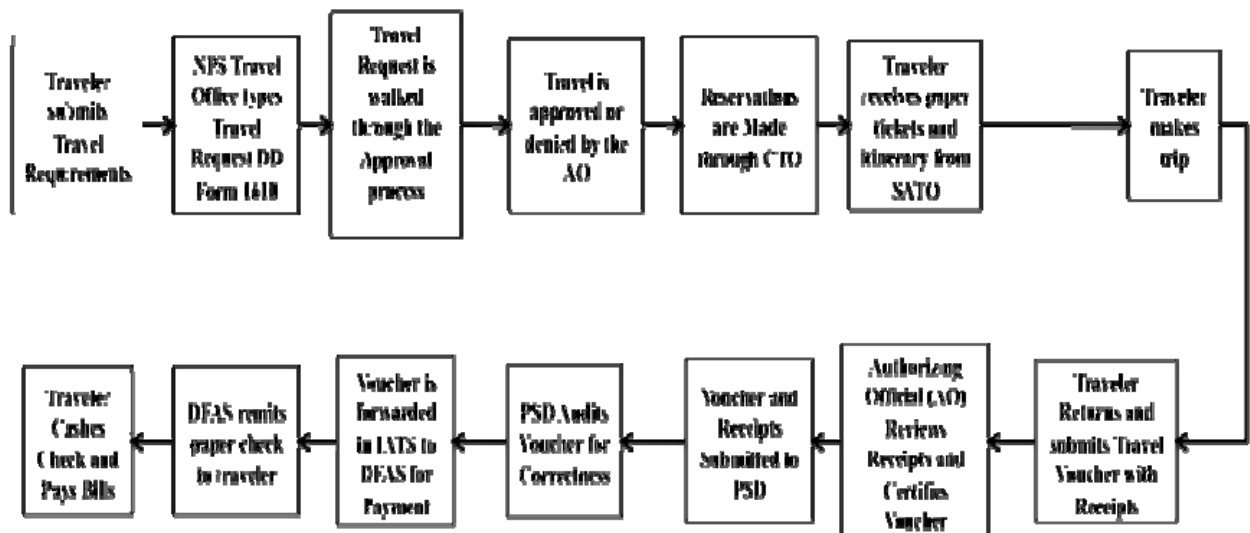 Traveler
submits
Travel
Requirements
NPS Travel
Office types
Travel
Request DD
Form 1610
Travel
Request is
walked
through the
Approval
process
Travel is
approved or
denied by the
AO
Reservations
are Made
through CTO
Traveler
receives paper
tickets and
itinerary from
SATO
Traveler
makes
trip
Traveler
Returns and
submits Travel
Voucher with
Receipts
Authorizing
Official (AO)
Reviews
Receipts and
Certifies
Voucher
Voucher and
Receipts
Submitted to
PSD
PSD Audits
Voucher for
Correctness
Voucher is
forwarded
in IATS to
DFAS for
Payment
DFAS remits
paper check
to traveler
Traveler
Cashes
Check and
Pays Bills